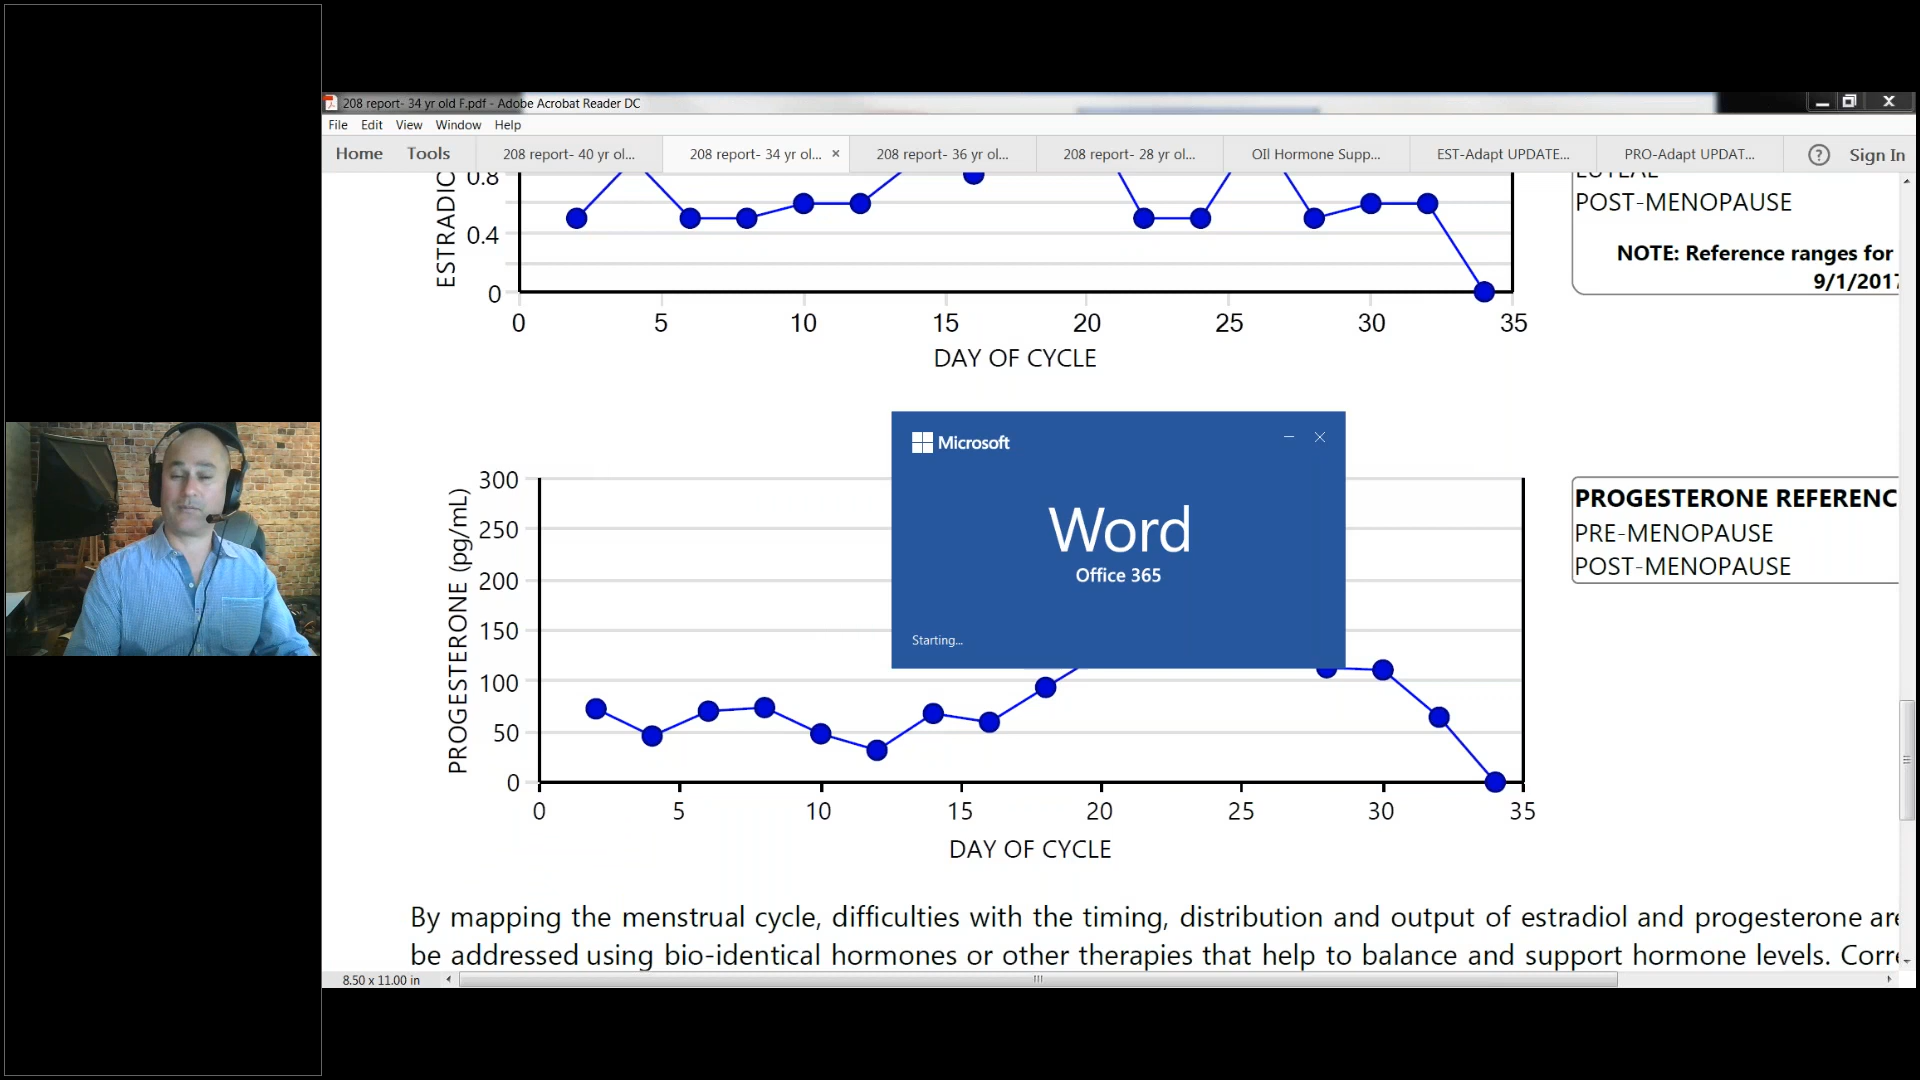 208 report- 34 yr old F.pdf - Adobe Acrobat Reader DC
File Edit View Window Help
Home Tools 208 report- 40 yr ol... 208 report- 34 yr ol... × 208 report- 36 yr ol... 208 report- 28 yr ol... OII Hormone Supp... EST-Adapt UPDATE... PRO-Adapt UPDAT... ? Sign In
ESTRADIO
0.8
0.4
0
0 5 10 15 20 25 30 35
DAY OF CYCLE
LUTEAL
POST-MENOPAUSE
NOTE: Reference ranges for
9/1/2017
Microsoft
Word
Office 365
Starting...
PROGESTERONE (pg/mL)
300
250
200
150
100
50
0
0 5 10 15 20 25 30 35
DAY OF CYCLE
PROGESTERONE REFERENC
PRE-MENOPAUSE
POST-MENOPAUSE
By mapping the menstrual cycle, difficulties with the timing, distribution and output of estradiol and progesterone are
be addressed using bio-identical hormones or other therapies that help to balance and support hormone levels. Corre
8.50 x 11.00 in